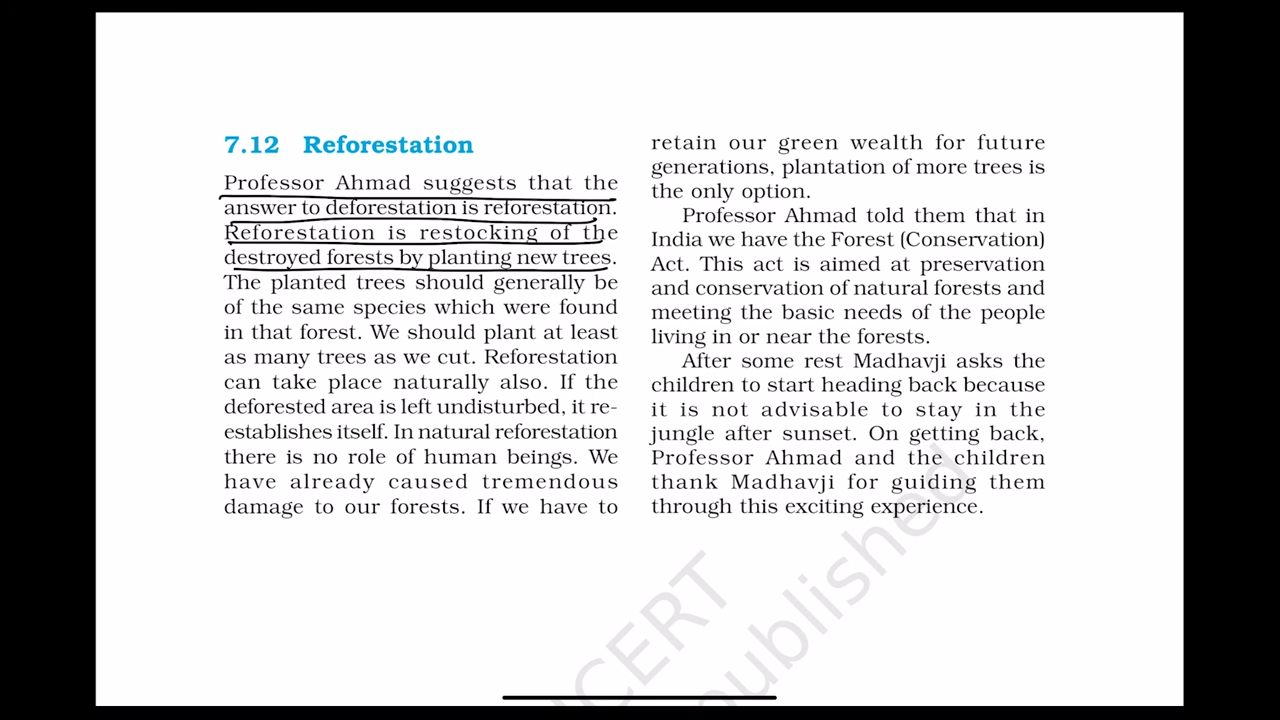 7.12 Reforestation
Professor Ahmad suggests that the
answer to deforestation is reforestation.
Reforestation is restocking of the
destroyed forests by planting new trees.
The planted trees should generally be
of the same species which were found
in that forest. We should plant at least
as many trees as we cut. Reforestation
can take place naturally also. If the
deforested area is left undisturbed, it re-
establishes itself. In natural reforestation
there is no role of human beings. We
have already caused tremendous
damage to our forests. If we have to
retain our green wealth for future
generations, plantation of more trees is
the only option.
Professor Ahmad told them that in
India we have the Forest (Conservation)
Act. This act is aimed at preservation
and conservation of natural forests and
meeting the basic needs of the people
living in or near the forests.
After some rest Madhavji asks the
children to start heading back because
it is not advisable to stay in the
jungle after sunset. On getting back,
Professor Ahmad and the children
thank Madhavji for guiding them
through this exciting experience.
CERT
published